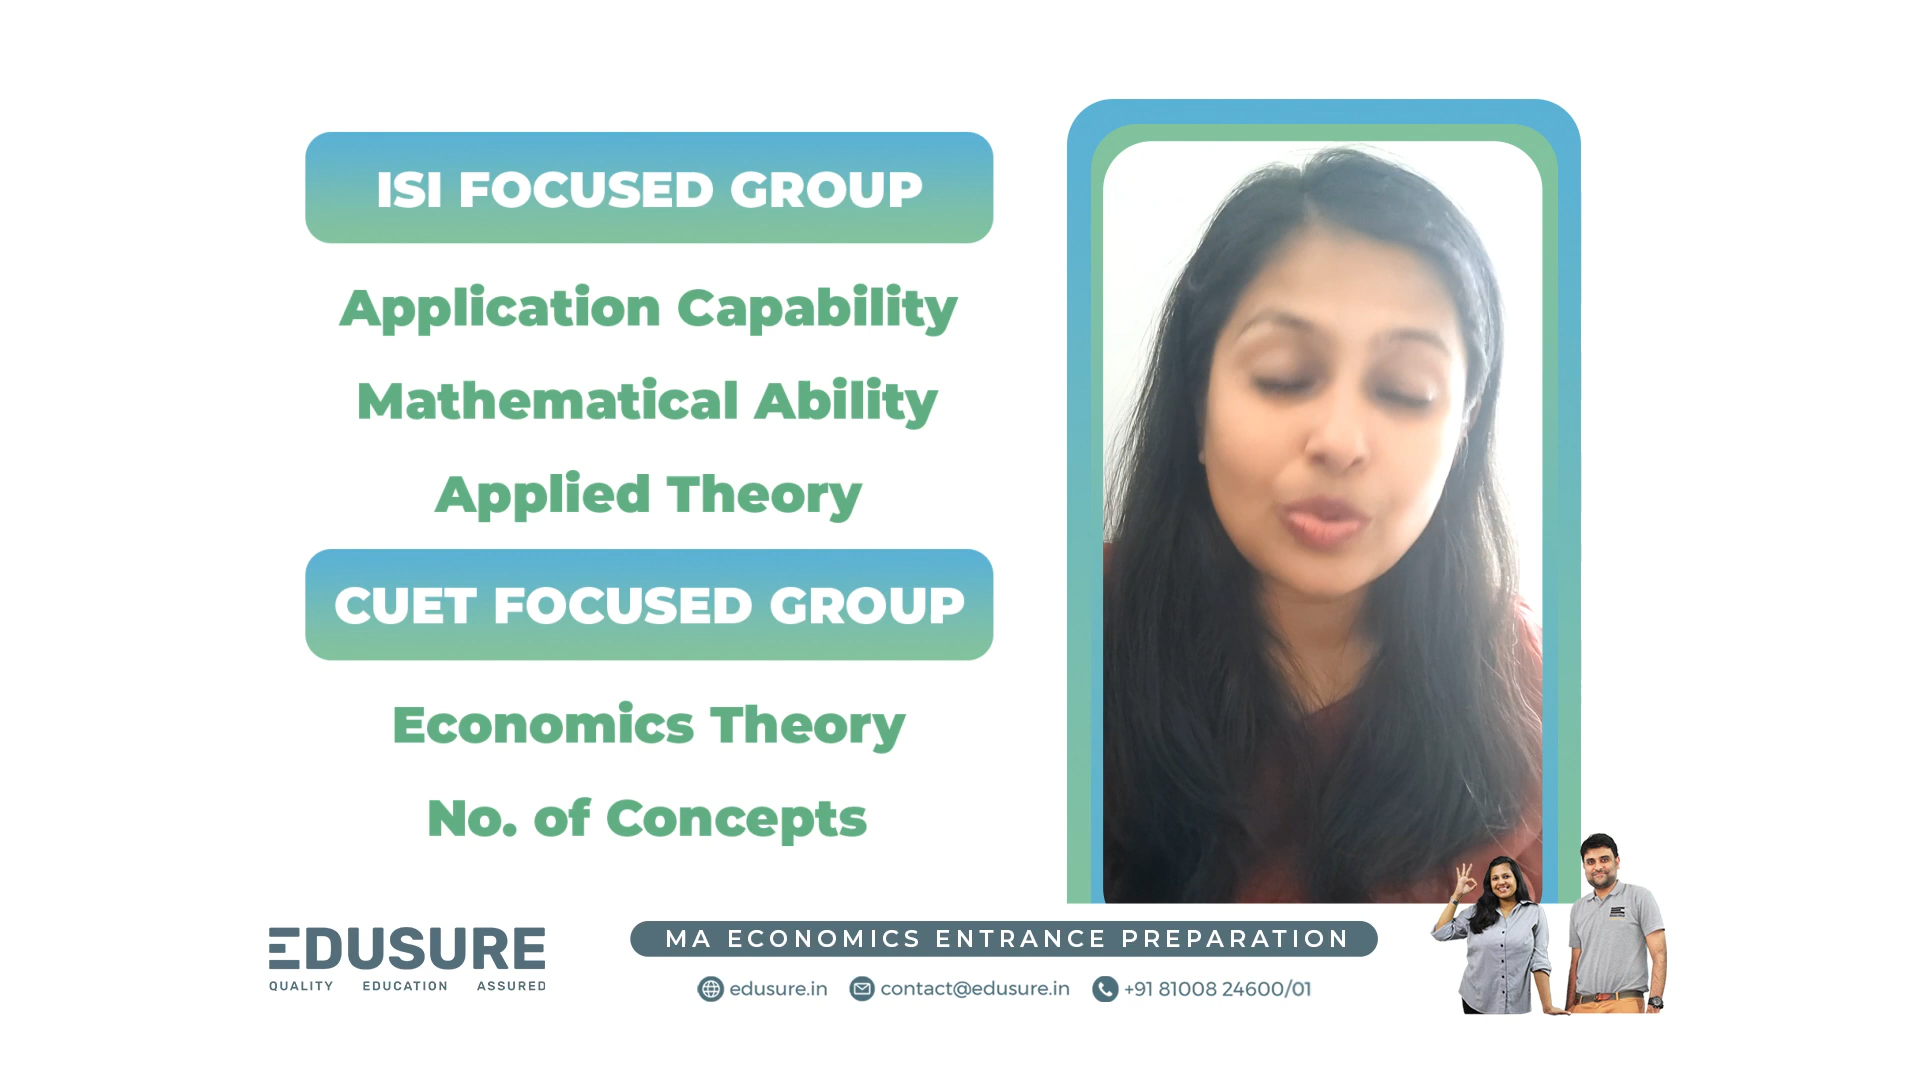 ISI FOCUSED GROUP
Application Capability
Mathematical Ability
Applied Theory
CUET FOCUSED GROUP
Economics Theory
No. of Concepts
EDUSURE
QUALITY EDUCATION ASSURED
MA ECONOMICS ENTRANCE PREPARATION
edusure.in contact@edusure.in +91 81008 24600/01